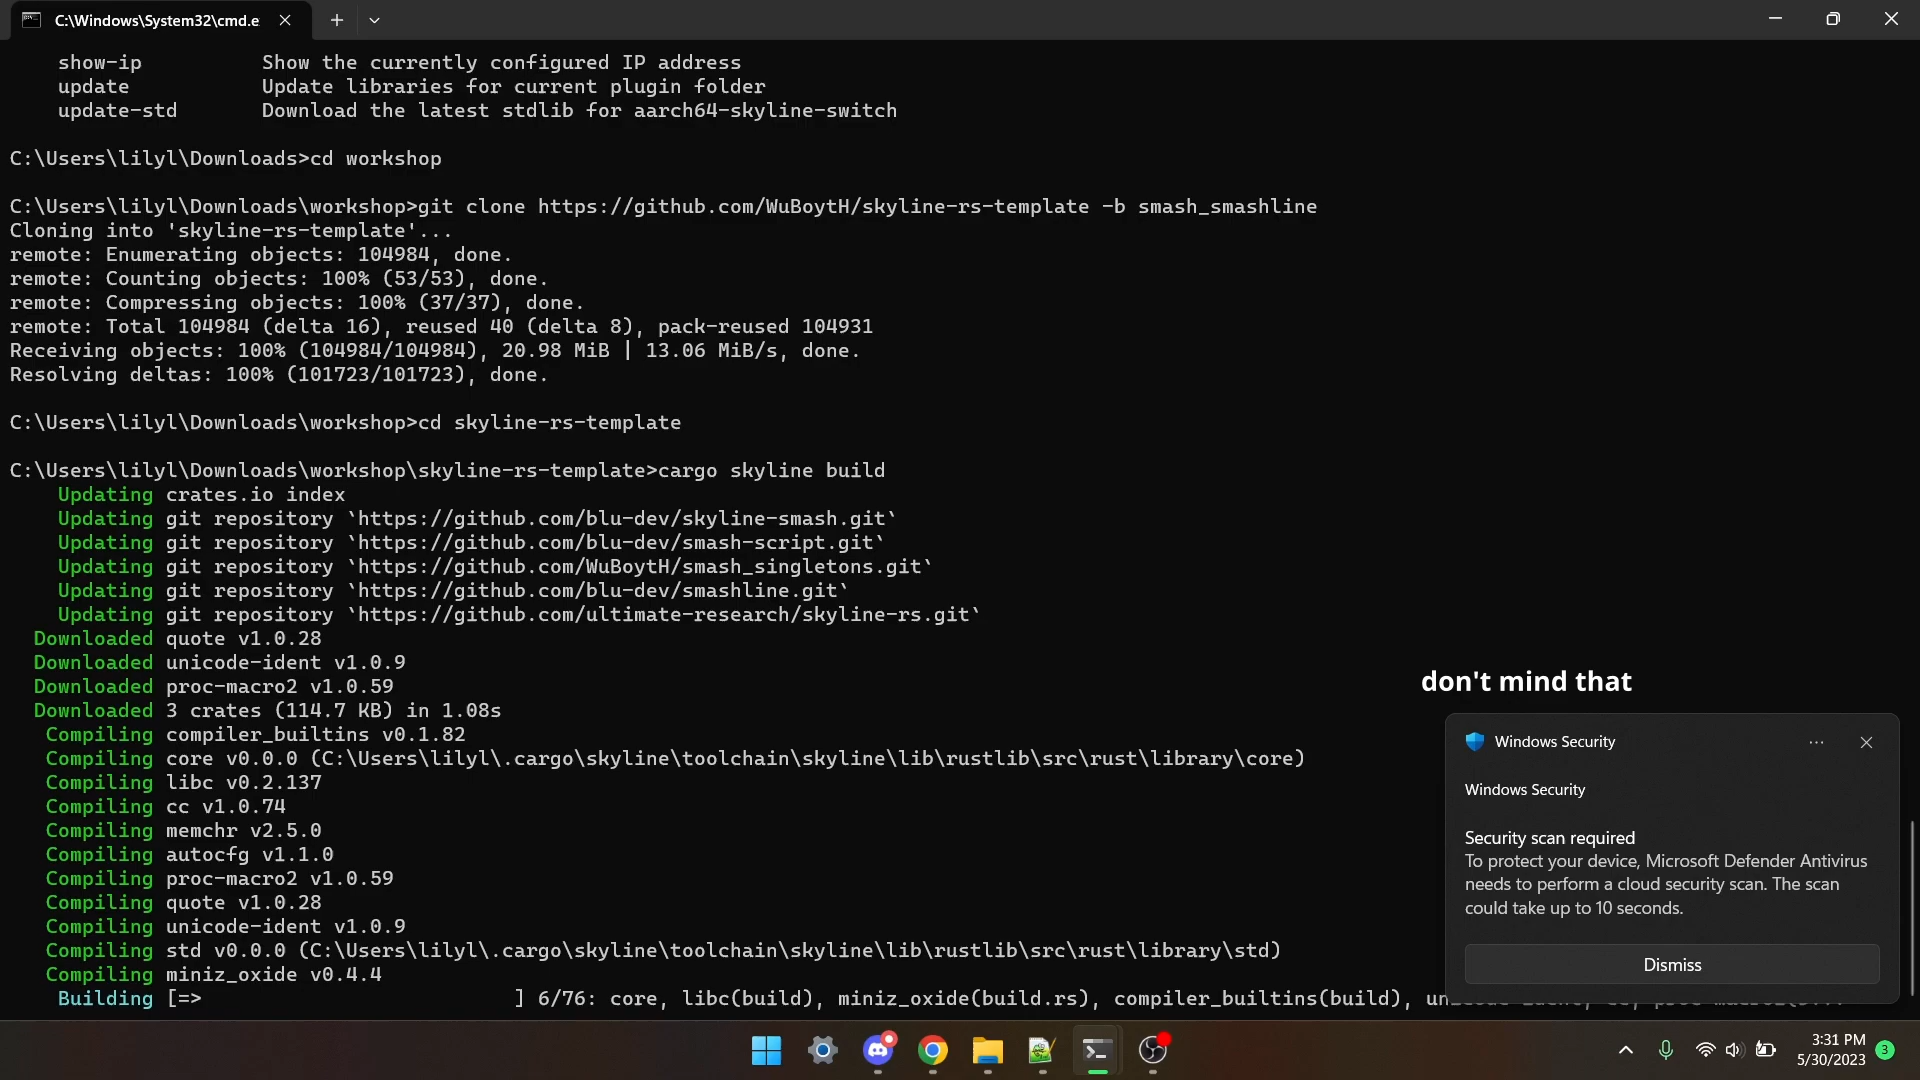 C:\Windows\System32\cmd.e
show-ip Show the currently configured IP address
update Update libraries for current plugin folder
update-std Download the latest stdlib for aarch64-skyline-switch
C:\Users\lilyl\Downloads>cd workshop
C:\Users\lilyl\Downloads\workshop>git clone https://github.com/WuBoytH/skyline-rs-template -b smash_smashline
Cloning into 'skyline-rs-template'...
remote: Enumerating objects: 104984, done.
remote: Counting objects: 100% (53/53), done.
remote: Compressing objects: 100% (37/37), done.
remote: Total 104984 (delta 16), reused 40 (delta 8), pack-reused 104931
Receiving objects: 100% (104984/104984), 20.98 MiB | 13.06 MiB/s, done.
Resolving deltas: 100% (101723/101723), done.
C:\Users\lilyl\Downloads\workshop>cd skyline-rs-template
C:\Users\lilyl\Downloads\workshop\skyline-rs-template>cargo skyline build
Updating crates.io index
Updating git repository `https://github.com/blu-dev/skyline-smash.git`
Updating git repository `https://github.com/blu-dev/smash-script.git`
Updating git repository `https://github.com/WuBoytH/smash_singletons.git`
Updating git repository `https://github.com/blu-dev/smashline.git`
Updating git repository `https://github.com/ultimate-research/skyline-rs.git`
Downloaded quote v1.0.28
Downloaded unicode-ident v1.0.9
Downloaded proc-macro2 v1.0.59
Downloaded 3 crates (114.7 KB) in 1.08s
Compiling compiler_builtins v0.1.82
Compiling core v0.0.0 (C:\Users\lilyl\.cargo\skyline\toolchain\skyline\lib\rustlib\src\rust\library\core)
Compiling libc v0.2.137
Compiling cc v1.0.74
Compiling memchr v2.5.0
Compiling autocfg v1.1.0
Compiling proc-macro2 v1.0.59
Compiling quote v1.0.28
Compiling unicode-ident v1.0.9
Compiling std v0.0.0 (C:\Users\lilyl\.cargo\skyline\toolchain\skyline\lib\rustlib\src\rust\library\std)
Compiling miniz_oxide v0.4.4
Building [=> ] 6/76: core, libc(build), miniz_oxide(build.rs), compiler_builtins(build),
don't mind that
Windows Security
Windows Security
Security scan required
To protect your device, Microsoft Defender Antivirus
needs to perform a cloud security scan. The scan
could take up to 10 seconds.
Dismiss
3:31 PM
5/30/2023
3